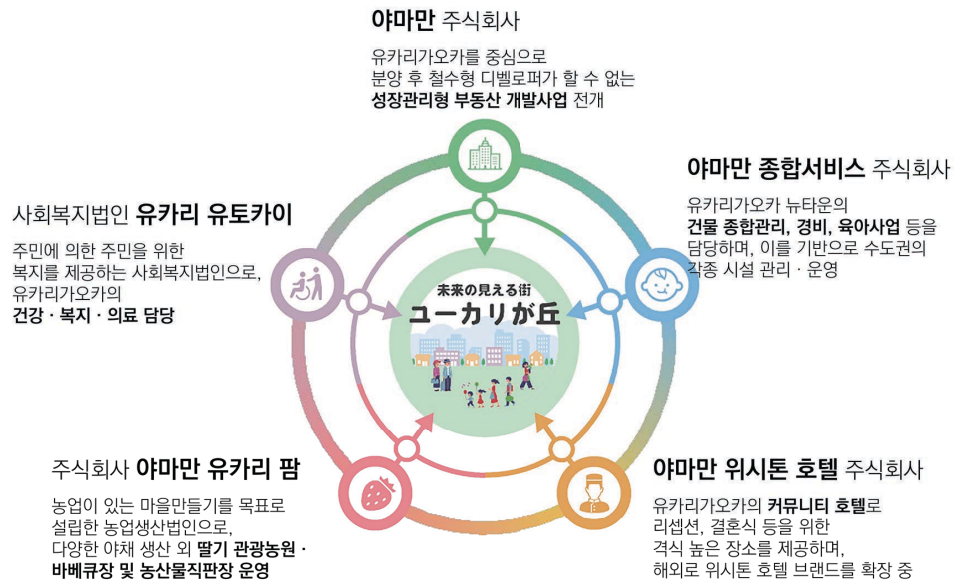 야마만 주식회사
유카리가오카를 중심으로
분양 후 철수형 디벨로퍼가 할 수 없는
성장관리형 부동산 개발사업 전개
야마만 종합서비스 주식회사
유카리가오카 뉴타운의
건물 종합관리, 경비, 육아사업 등을
담당하며, 이를 기반으로 수도권의
각종 시설 관리 · 운영
사회복지법인 유카리 유토카이
주민에 의한 주민을 위한
복지를 제공하는 사회복지법인으로,
유카리가오카의
건강 · 복지 · 의료 담당
未来の見える街
ユーカリが丘
주식회사 야마만 유카리 팜
농업이 있는 마을만들기를 목표로
설립한 농업생산법인으로,
다양한 야채 생산 외 딸기 관광농원 ·
바베큐장 및 농산물직판장 운영
야마만 위시톤 호텔 주식회사
유카리가오카의 커뮤니티 호텔로
리셉션, 결혼식 등을 위한
격식 높은 장소를 제공하며,
해외로 위시톤 호텔 브랜드를 확장 중